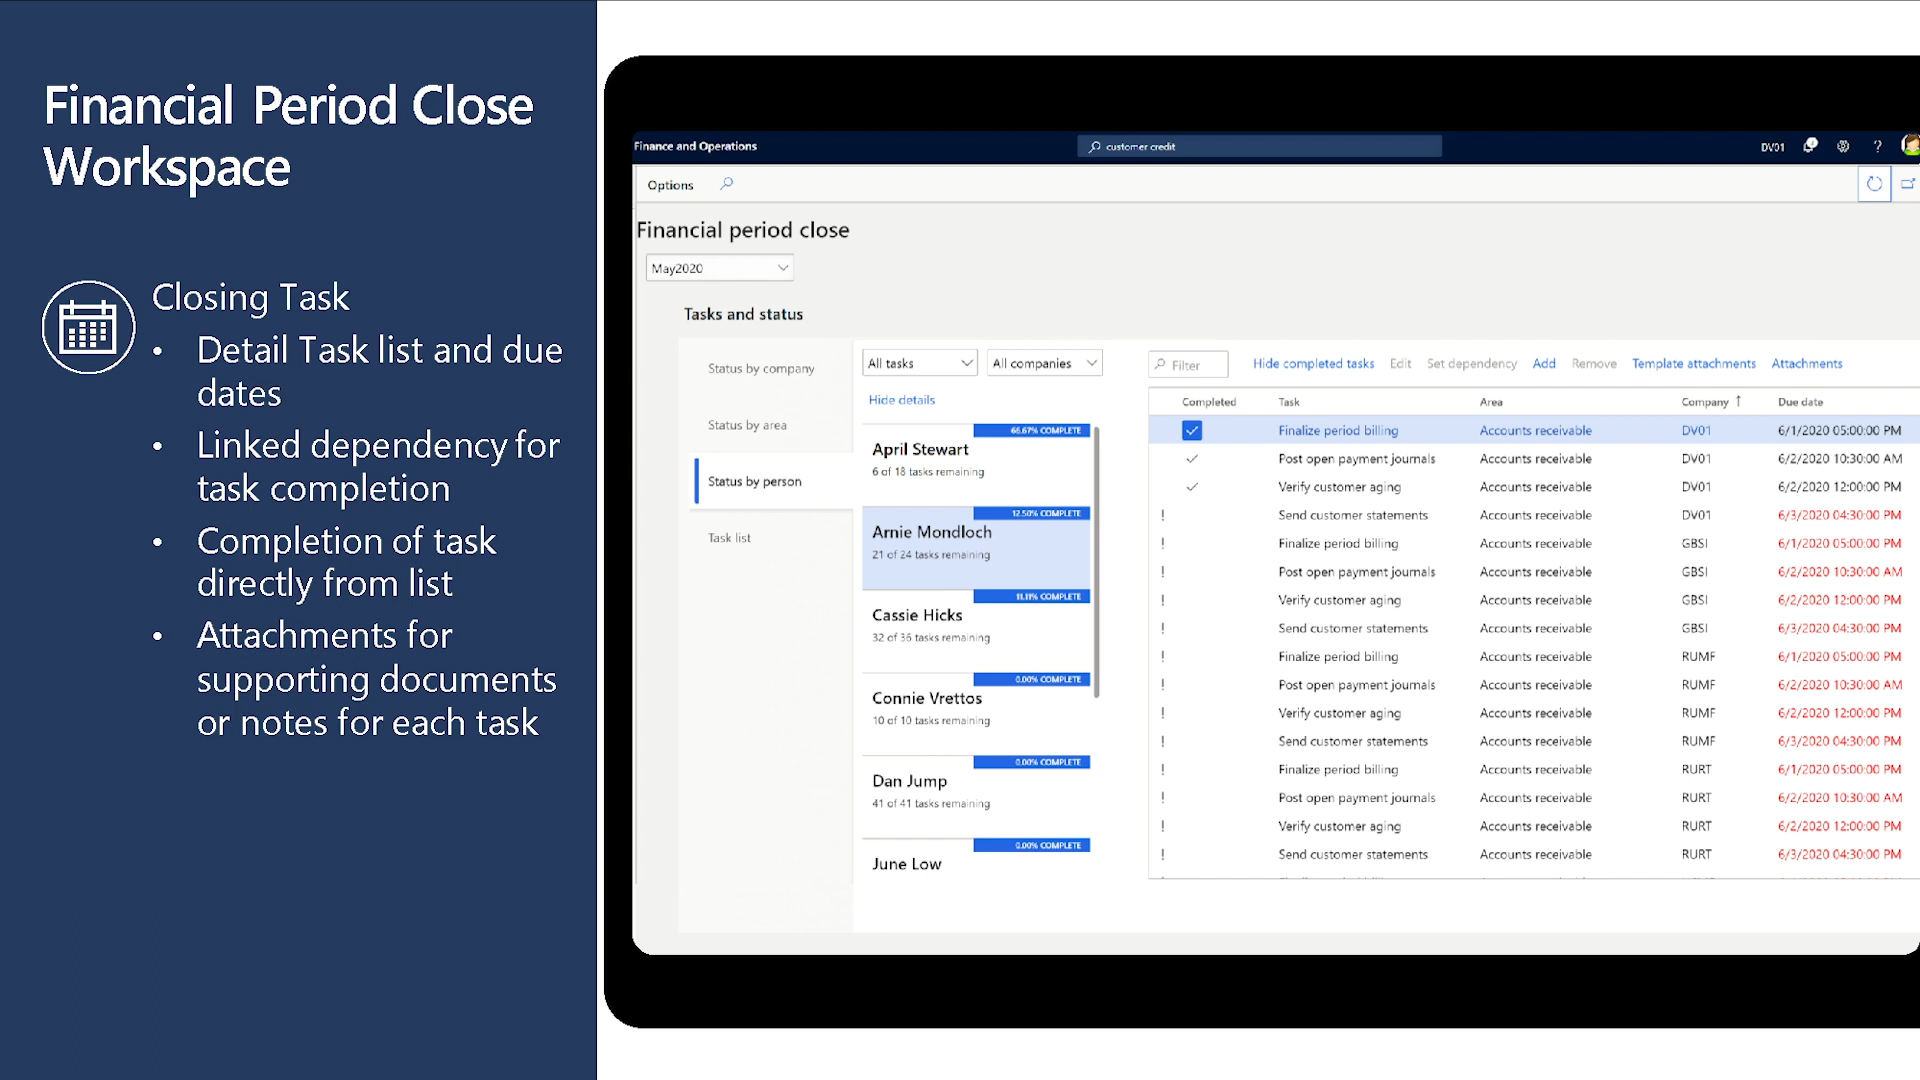 Financial Period Close
Workspace
Closing Task
• Detail Task list and due
dates
• Linked dependency for
task completion
• Completion of task
directly from list
• Attachments for
supporting documents
or notes for each task
Finance and Operations
customer credit
DV01
?
Options
Financial period close
May2020
Tasks and status
Status by company
Status by area
Status by person
Task list
All tasks
All companies
Hide details
66.67% COMPLETE
April Stewart
6 of 18 tasks remaining
12.50% COMPLETE
Arnie Mondloch
21 of 24 tasks remaining
11.11% COMPLETE
Cassie Hicks
32 of 36 tasks remaining
0.00% COMPLETE
Connie Vrettos
10 of 10 tasks remaining
0.00% COMPLETE
Dan Jump
41 of 41 tasks remaining
0.00% COMPLETE
June Low
Filter Hide completed tasks Edit Set dependency Add Remove Template attachments Attachments
Completed Task Area Company ↑ Due date
Finalize period billing Accounts receivable DV01 6/1/2020 05:00:00 PM
Post open payment journals Accounts receivable DV01 6/2/2020 10:30:00 AM
Verify customer aging Accounts receivable DV01 6/2/2020 12:00:00 PM
! Send customer statements Accounts receivable DV01 6/3/2020 04:30:00 PM
! Finalize period billing Accounts receivable GBSI 6/1/2020 05:00:00 PM
! Post open payment journals Accounts receivable GBSI 6/2/2020 10:30:00 AM
! Verify customer aging Accounts receivable GBSI 6/2/2020 12:00:00 PM
! Send customer statements Accounts receivable GBSI 6/3/2020 04:30:00 PM
! Finalize period billing Accounts receivable RUMF 6/1/2020 05:00:00 PM
! Post open payment journals Accounts receivable RUMF 6/2/2020 10:30:00 AM
! Verify customer aging Accounts receivable RUMF 6/2/2020 12:00:00 PM
! Send customer statements Accounts receivable RUMF 6/3/2020 04:30:00 PM
! Finalize period billing Accounts receivable RURT 6/1/2020 05:00:00 PM
! Post open payment journals Accounts receivable RURT 6/2/2020 10:30:00 AM
! Verify customer aging Accounts receivable RURT 6/2/2020 12:00:00 PM
! Send customer statements Accounts receivable RURT 6/3/2020 04:30:00 PM